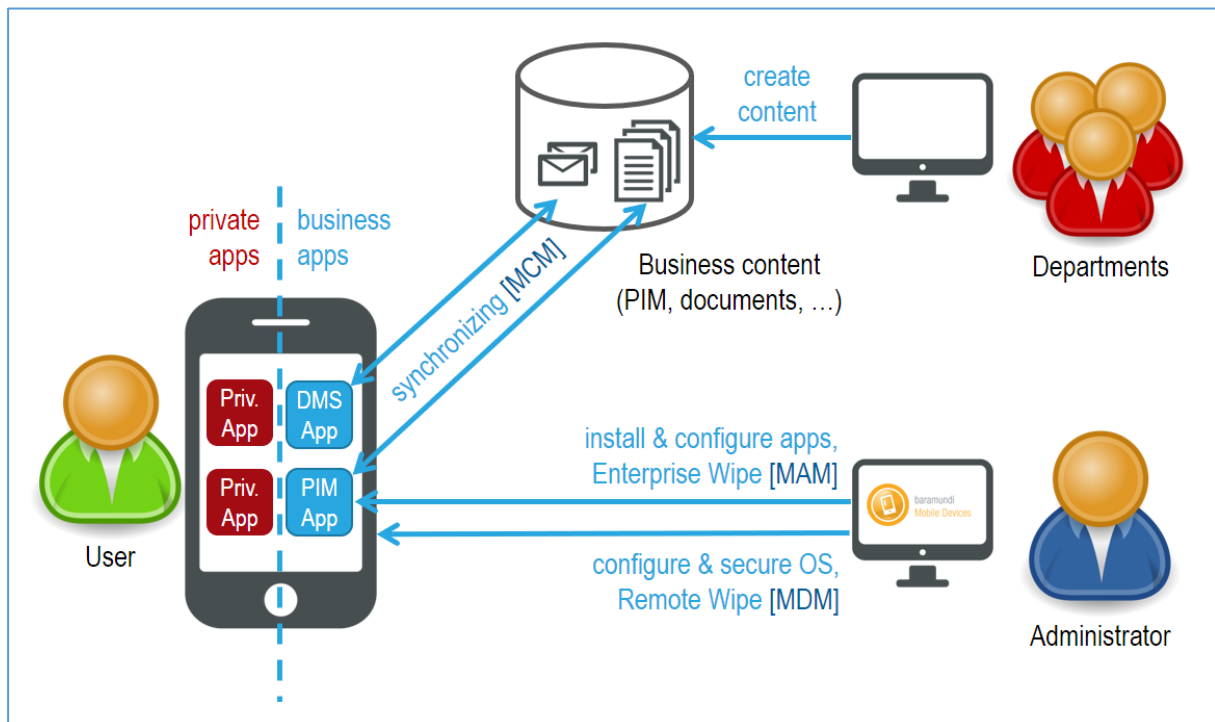 create
content
private
apps
business
apps
Business content
(PIM, documents, …)
Departments
synchronizing [MCM]
Priv.
App
DMS
App
Priv.
App
PIM
App
User
install & configure apps,
Enterprise Wipe [MAM]
baramundi
Mobile Devices
configure & secure OS,
Remote Wipe [MDM]
Administrator